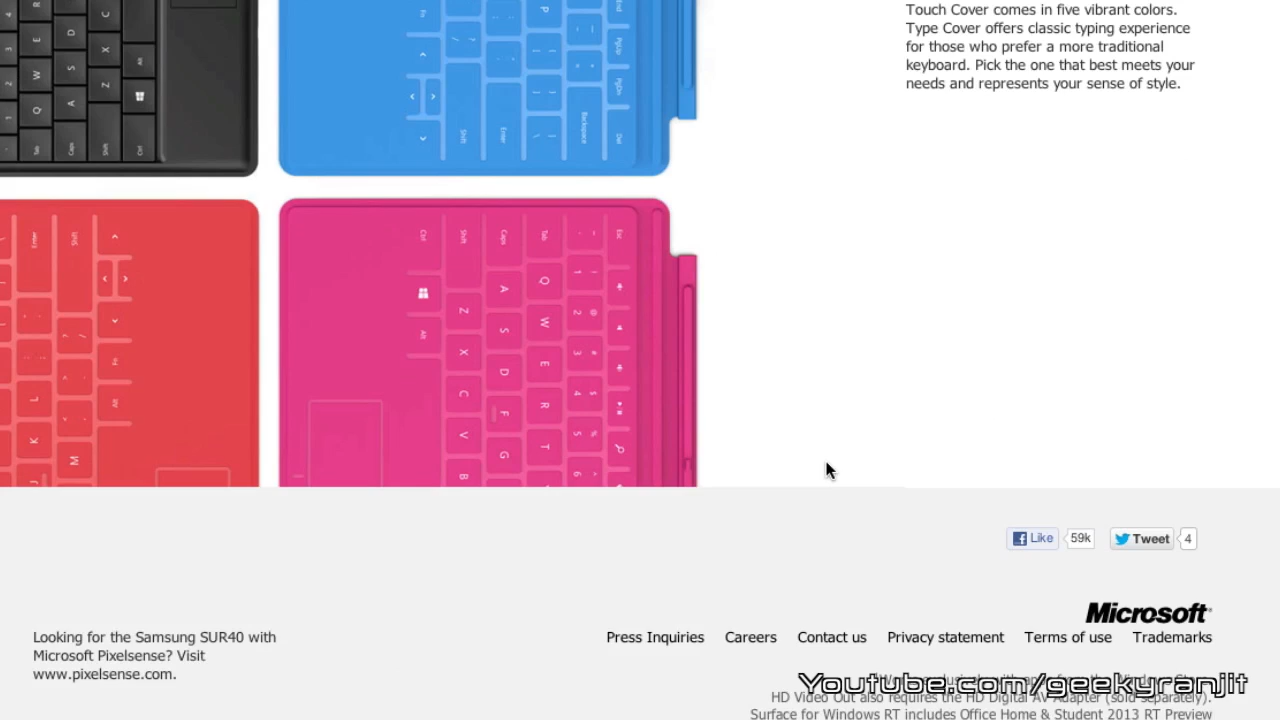 Touch Cover comes in five vibrant colors.
Type Cover offers classic typing experience
for those who prefer a more traditional
keyboard. Pick the one that best meets your
needs and represents your sense of style.
Like 59k Tweet 4
Microsoft
Looking for the Samsung SUR40 with
Microsoft Pixelsense? Visit
www.pixelsense.com.
Press Inquiries Careers Contact us Privacy statement Terms of use Trademarks
Youtube.com/geekyranjit
HD Video Out also requires the HD Digital AV Adapter (sold separately).
Surface for Windows RT includes Office Home & Student 2013 RT Preview